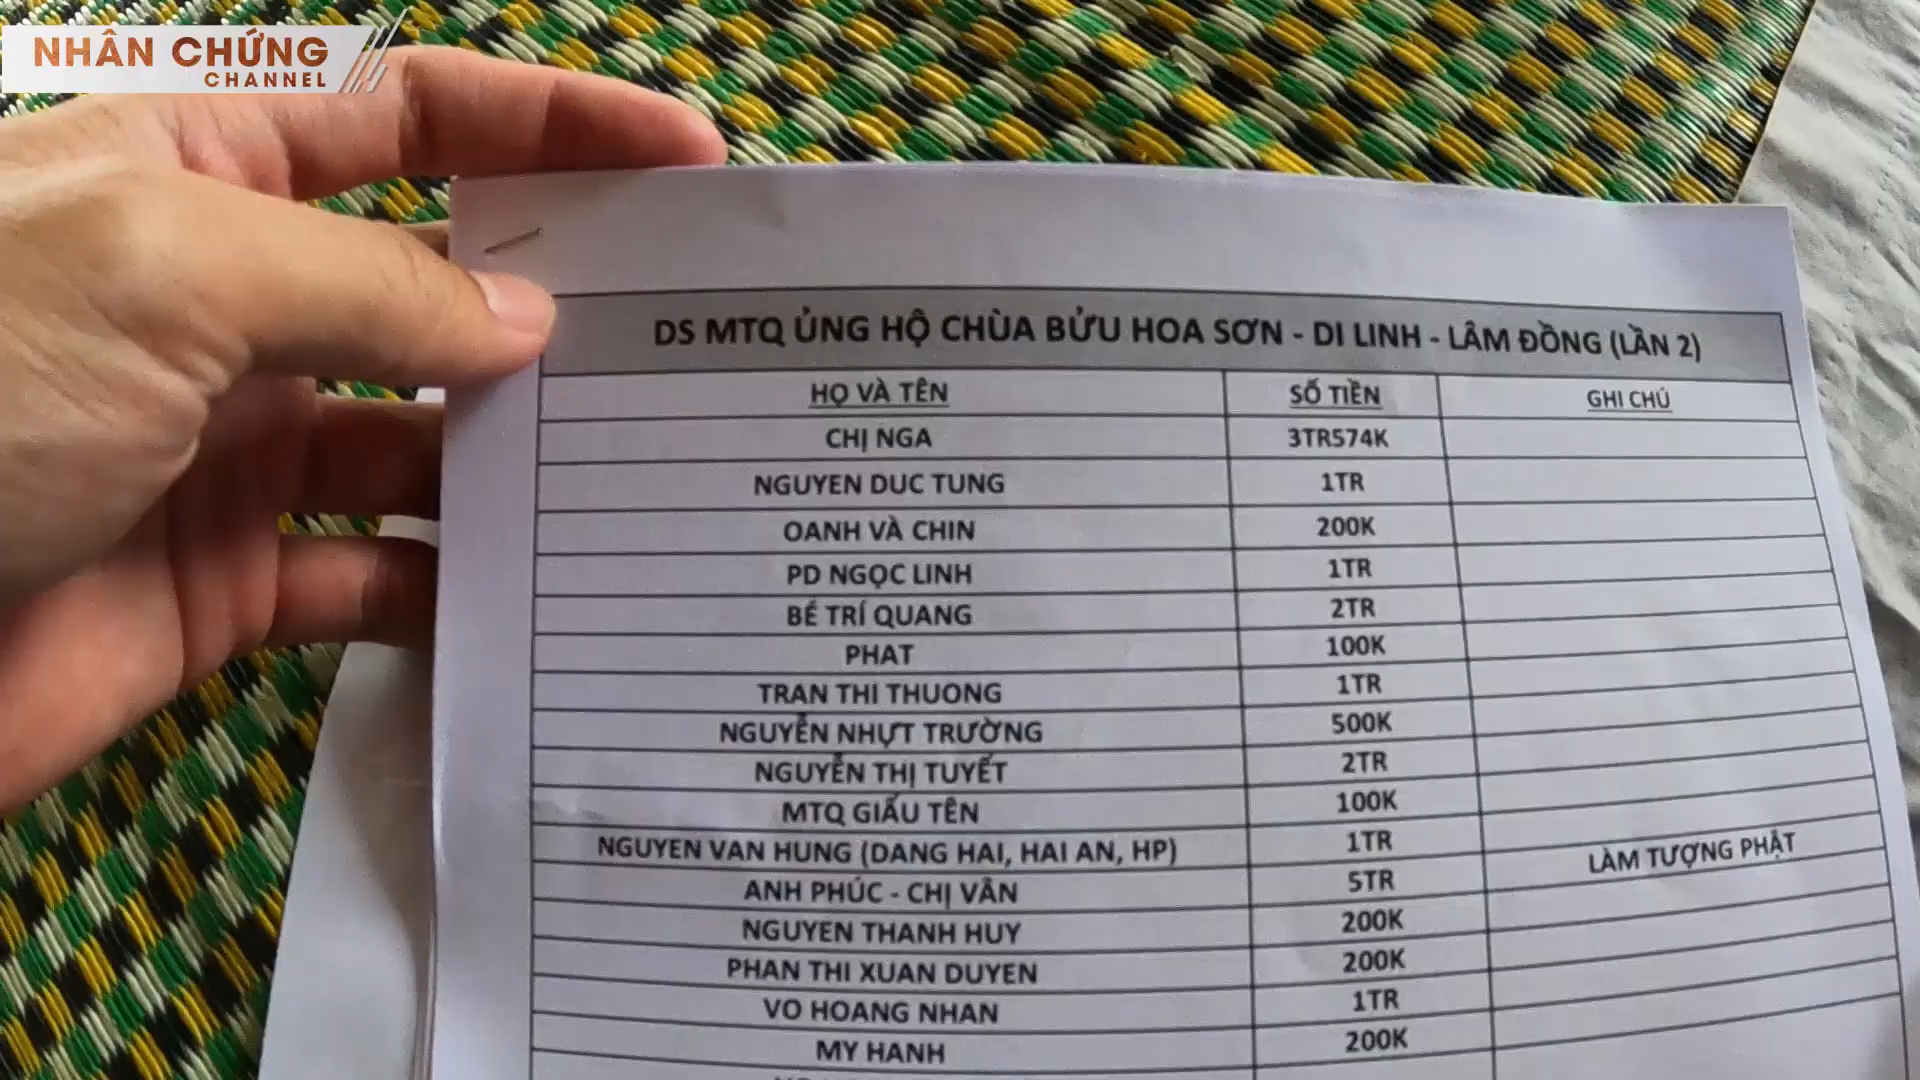 NHÂN CHỨNG
CHANNEL
DS MTQ ỦNG HỘ CHÙA BỬU HOA SƠN - DI LINH - LÂM ĐỒNG (LẦN 2)
HỌ VÀ TÊN SỐ TIỀN GHI CHÚ
CHỊ NGA 3TR574K
NGUYEN DUC TUNG 1TR
OANH VÀ CHIN 200K
PD NGỌC LINH 1TR
BÉ TRÍ QUANG 2TR
PHAT 100K
TRAN THI THUONG 1TR
NGUYỄN NHỰT TRƯỜNG 500K
NGUYỄN THỊ TUYẾT 2TR
MTQ GIẤU TÊN 100K
NGUYEN VAN HUNG (DANG HAI, HAI AN, HP) 1TR
ANH PHÚC - CHỊ VÂN 5TR LÀM TƯỢNG PHẬT
NGUYEN THANH HUY 200K
PHAN THI XUAN DUYEN 200K
VO HOANG NHAN 1TR
MY HANH 200K